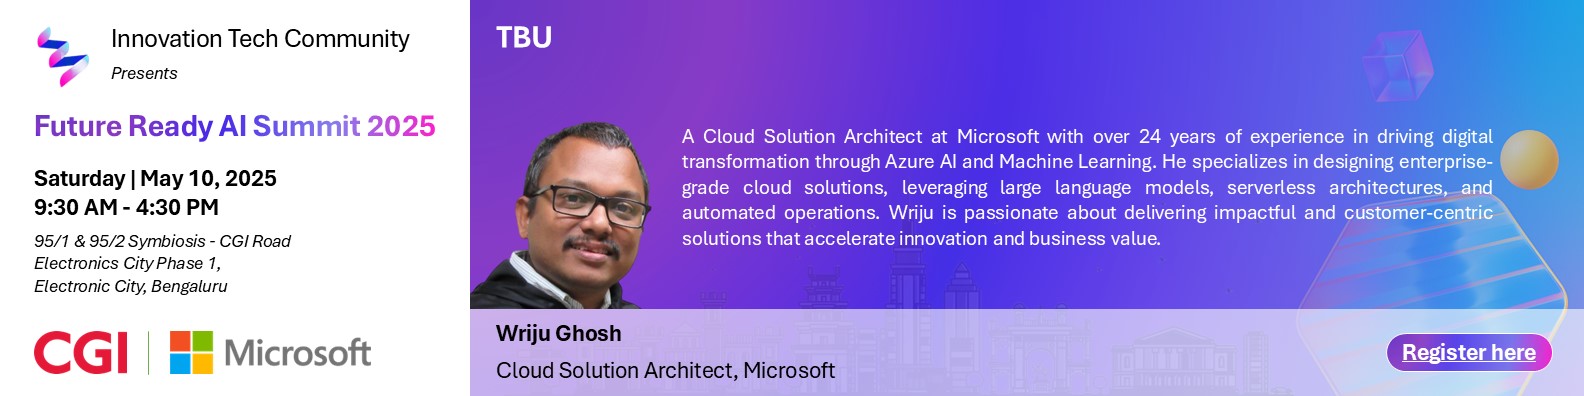 Innovation Tech Community
Presents
Future Ready AI Summit 2025
Saturday | May 10, 2025
9:30 AM - 4:30 PM
95/1 & 95/2 Symbiosis - CGI Road
Electronics City Phase 1,
Electronic City, Bengaluru
CGI
Microsoft
TBU
A Cloud Solution Architect at Microsoft with over 24 years of experience in driving digital
transformation through Azure AI and Machine Learning. He specializes in designing enterprise-
grade cloud solutions, leveraging large language models, serverless architectures, and
automated operations. Wriju is passionate about delivering impactful and customer-centric
solutions that accelerate innovation and business value.
Wriju Ghosh
Cloud Solution Architect, Microsoft
Register here